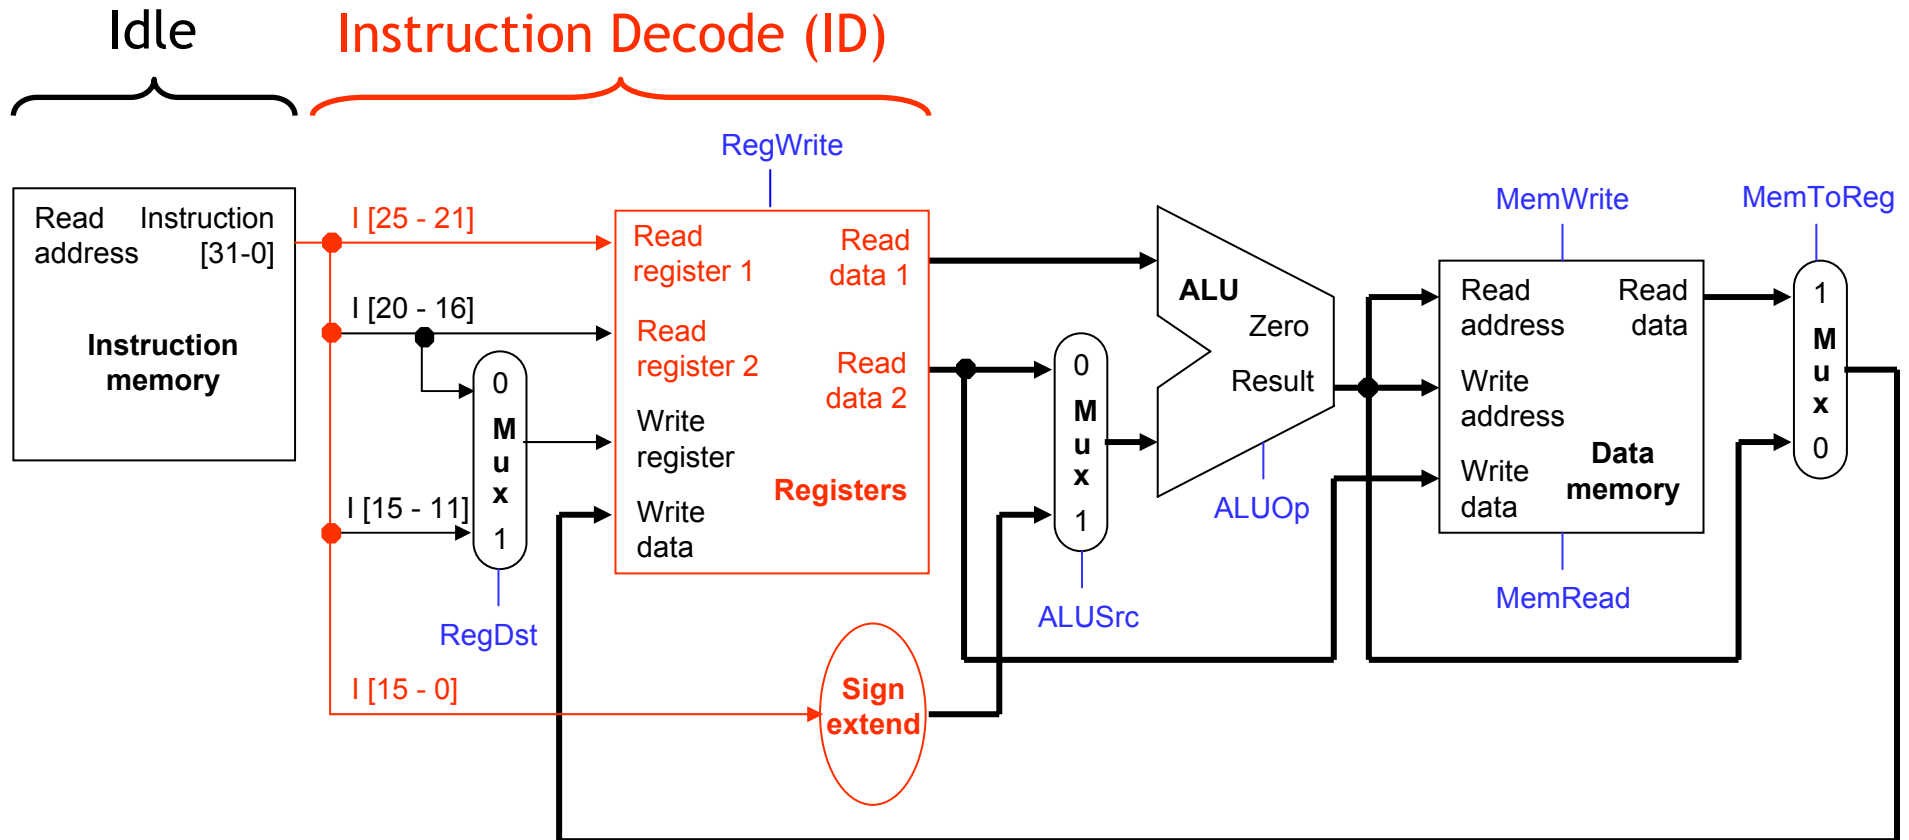 Idle
Instruction Decode (ID)
RegWrite
MemWrite
MemToReg
Read Instruction
address [31-0]
Instruction
memory
I [25 - 21]
I [20 - 16]
I [15 - 11]
I [15 - 0]
0
M
u
x
1
RegDst
Read
register 1
Read
data 1
Read
register 2
Read
data 2
Write
register
Registers
Write
data
Sign
extend
0
M
u
x
1
ALUSrc
ALU
Zero
Result
ALUOp
Read
address
Read
data
Write
address
Write
data
Data
memory
MemRead
1
M
u
x
0